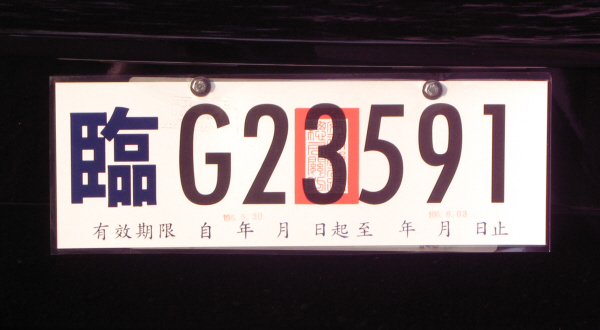 臨 G23591
有效期限 自 年 月 日起至 年 月 日止